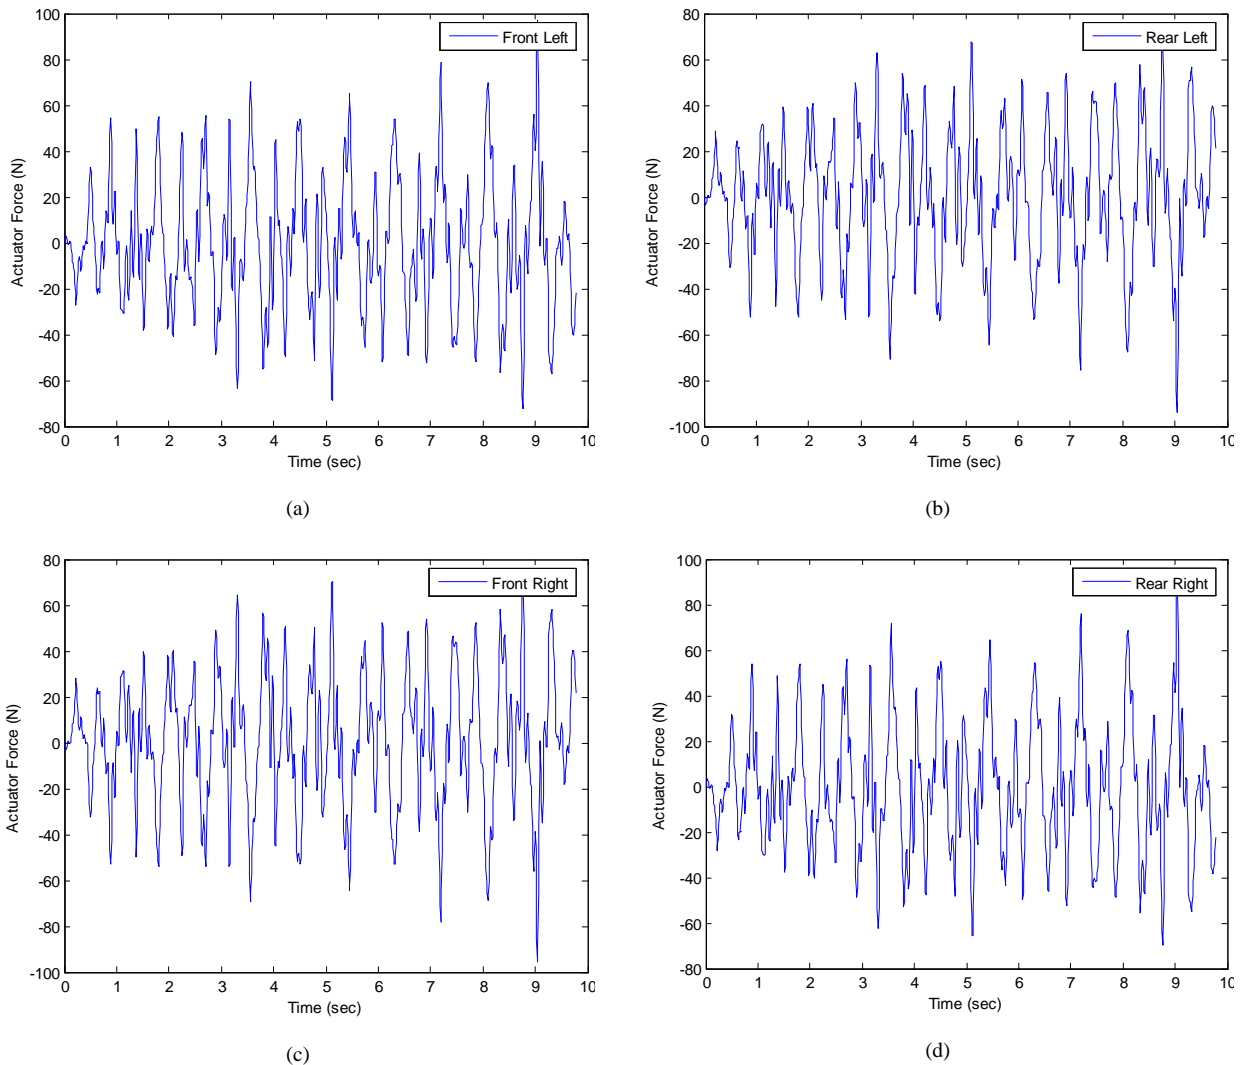 100
80
60
40
20
0
-20
-40
-60
-80
Actuator Force (N)
Front Left
0 1 2 3 4 5 6 7 8 9 10
Time (sec)
(a)
80
60
40
20
0
-20
-40
-60
-80
-100
Actuator Force (N)
Rear Left
0 1 2 3 4 5 6 7 8 9 10
Time (sec)
(b)
80
60
40
20
0
-20
-40
-60
-80
-100
Actuator Force (N)
Front Right
0 1 2 3 4 5 6 7 8 9 10
Time (sec)
(c)
100
80
60
40
20
0
-20
-40
-60
-80
Actuator Force (N)
Rear Right
0 1 2 3 4 5 6 7 8 9 10
Time (sec)
(d)